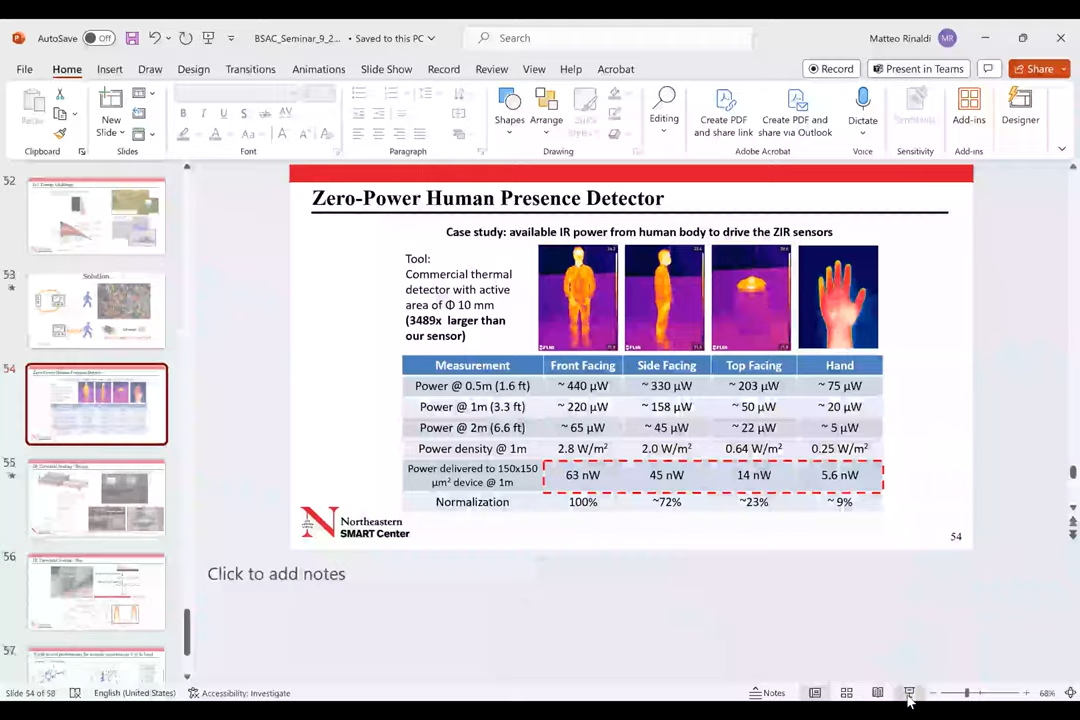 AutoSave Off BSAC_Seminar_9_2... • Saved to this PC Search Matteo Rinaldi MR
File Home Insert Draw Design Transitions Animations Slide Show Record Review View Help Acrobat Record Present in Teams Share
New
Slide
Shapes Arrange
Editing
Create PDF
and share link
Create PDF and
share via Outlook
Dictate
Add-ins
Designer
Clipboard Slides Font Paragraph Drawing Adobe Acrobat Voice Sensitivity Add-ins
52
53
Solution
54
55
56
57
Zero-Power Human Presence Detector
Case study: available IR power from human body to drive the ZIR sensors
Tool:
Commercial thermal
detector with active
area of Φ 10 mm
(3489x larger than
our sensor)
Measurement Front Facing Side Facing Top Facing Hand
Power @ 0.5m (1.6 ft) ~ 440 µW ~ 330 µW ~ 203 µW ~ 75 µW
Power @ 1m (3.3 ft) ~ 220 µW ~ 158 µW ~ 50 µW ~ 20 µW
Power @ 2m (6.6 ft) ~ 65 µW ~ 45 µW ~ 22 µW ~ 5 µW
Power density @ 1m 2.8 W/m² 2.0 W/m² 0.64 W/m² 0.25 W/m²
Power delivered to 150x150
µm² device @ 1m 63 nW 45 nW 14 nW 5.6 nW
Normalization 100% ~72% ~23% ~ 9%
N Northeastern
SMART Center
54
Click to add notes
Slide 54 of 58 English (United States) Accessibility: Investigate Notes 68%